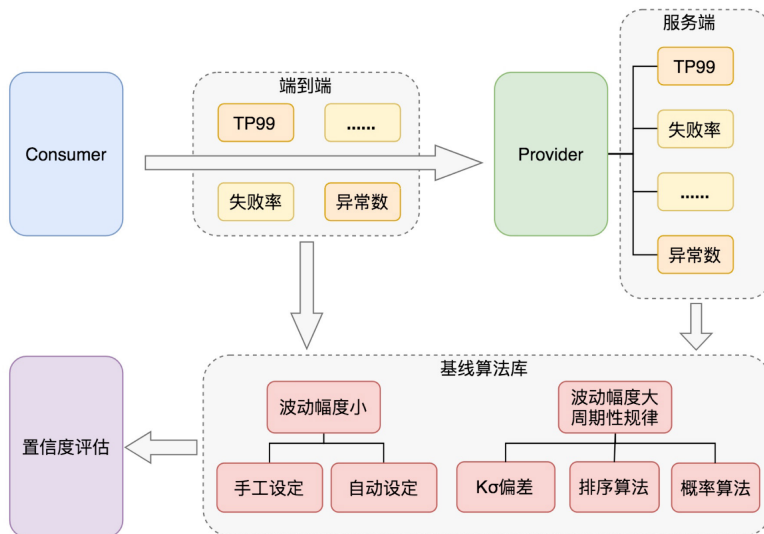 服务端
端到端
TP99
......
Consumer
Provider
失败率
异常数
TP99
失败率
......
异常数
基线算法库
波动幅度小
波动幅度大
周期性规律
手工设定
自动设定
Kσ偏差
排序算法
概率算法
置信度评估